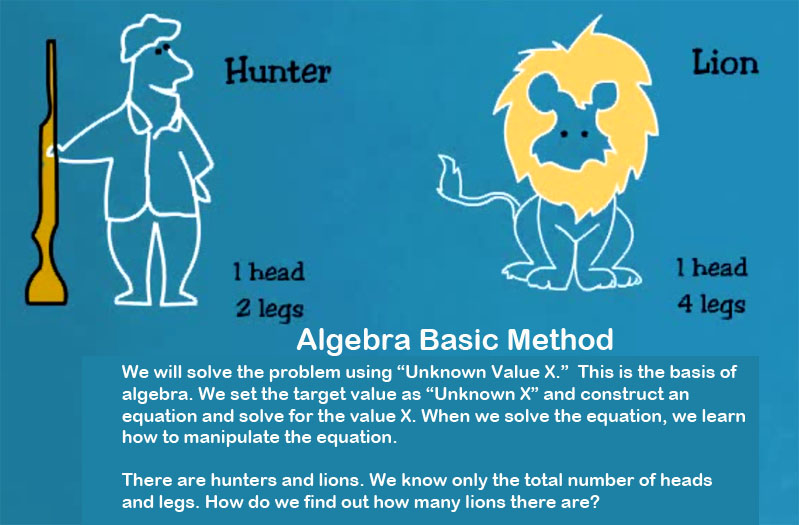 Hunter
Lion
1 head
2 legs
1 head
4 legs
Algebra Basic Method
We will solve the problem using “Unknown Value X.”  This is the basis of
algebra. We set the target value as “Unknown X” and construct an
equation and solve for the value X. When we solve the equation, we learn
how to manipulate the equation.
There are hunters and lions. We know only the total number of heads
and legs. How do we find out how many lions there are?